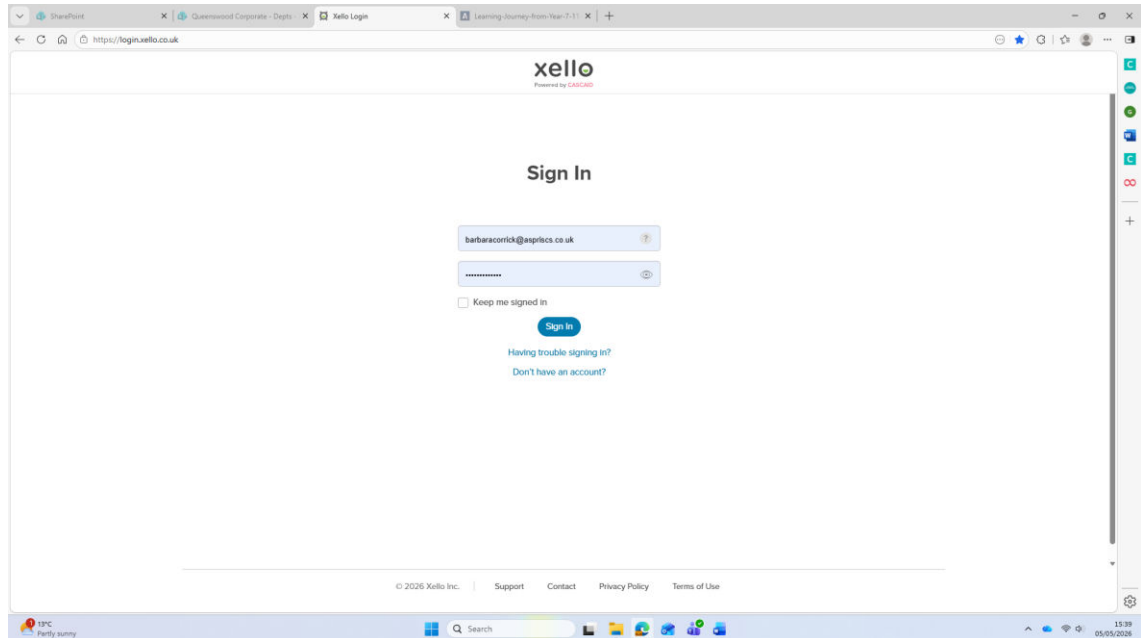 SharePoint
Queenswood Corporate - Depts
Xello Login
Learning-Journey-from-Year-7-11
https://login.xello.co.uk
xello
Powered by CASCAID
Sign In
barbaracorrick@aspriscs.co.uk
?
•••••••••••••
Keep me signed in
Sign In
Having trouble signing in?
Don't have an account?
© 2026 Xello Inc.
Support Contact Privacy Policy Terms of Use
1
13°C
Partly sunny
Search
15:39
05/05/2026